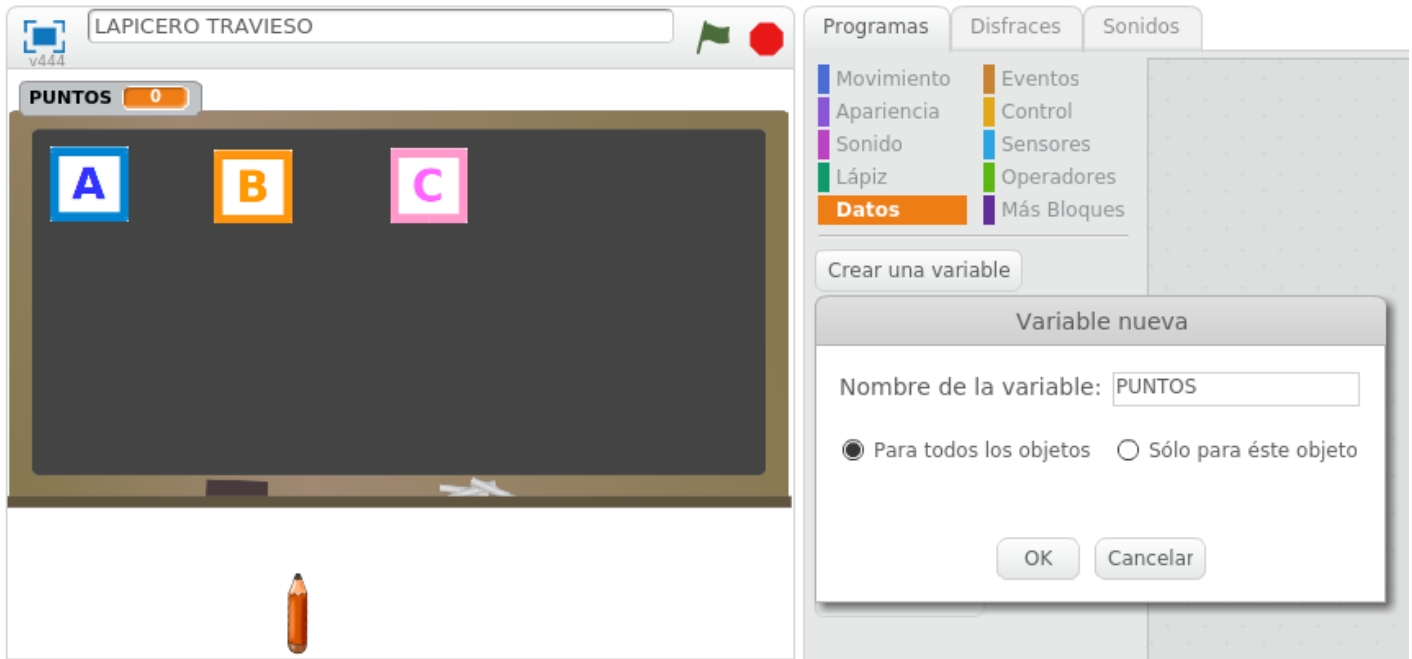 LAPICERO TRAVIESO
v444
PUNTOS 0
A B C
Programas Disfraces Sonidos
Movimiento Eventos
Apariencia Control
Sonido Sensores
Lápiz Operadores
Datos Más Bloques
Crear una variable
Variable nueva
Nombre de la variable: PUNTOS
Para todos los objetos Sólo para éste objeto
OK Cancelar